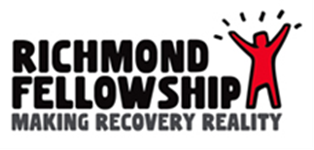 RICHMOND
FELLOWSHIP
MAKING RECOVERY REALITY